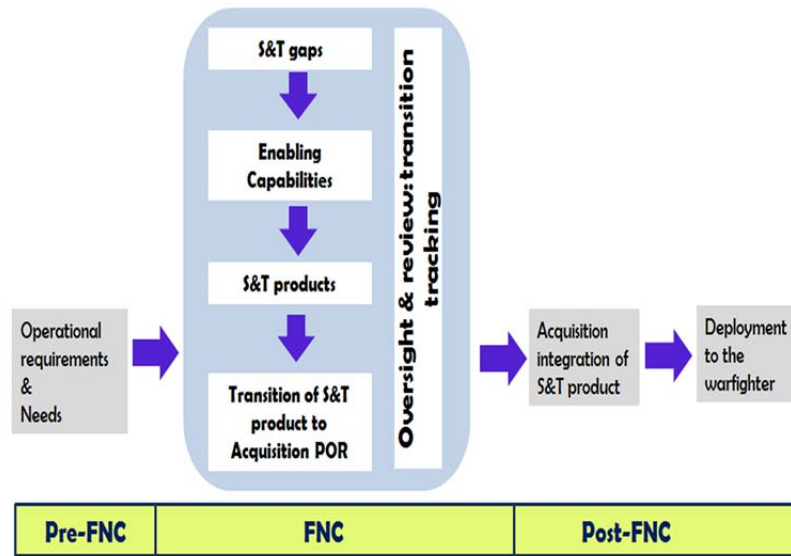 S&T gaps
Enabling
Capabilities
S&T products
Transition of S&T
product to
Acquisition POR
Oversight & review:transition
tracking
Operational
requirements
&
Needs
Acquisition
integration of
S&T product
Deployment
to the
warfighter
Pre-FNC
FNC
Post-FNC